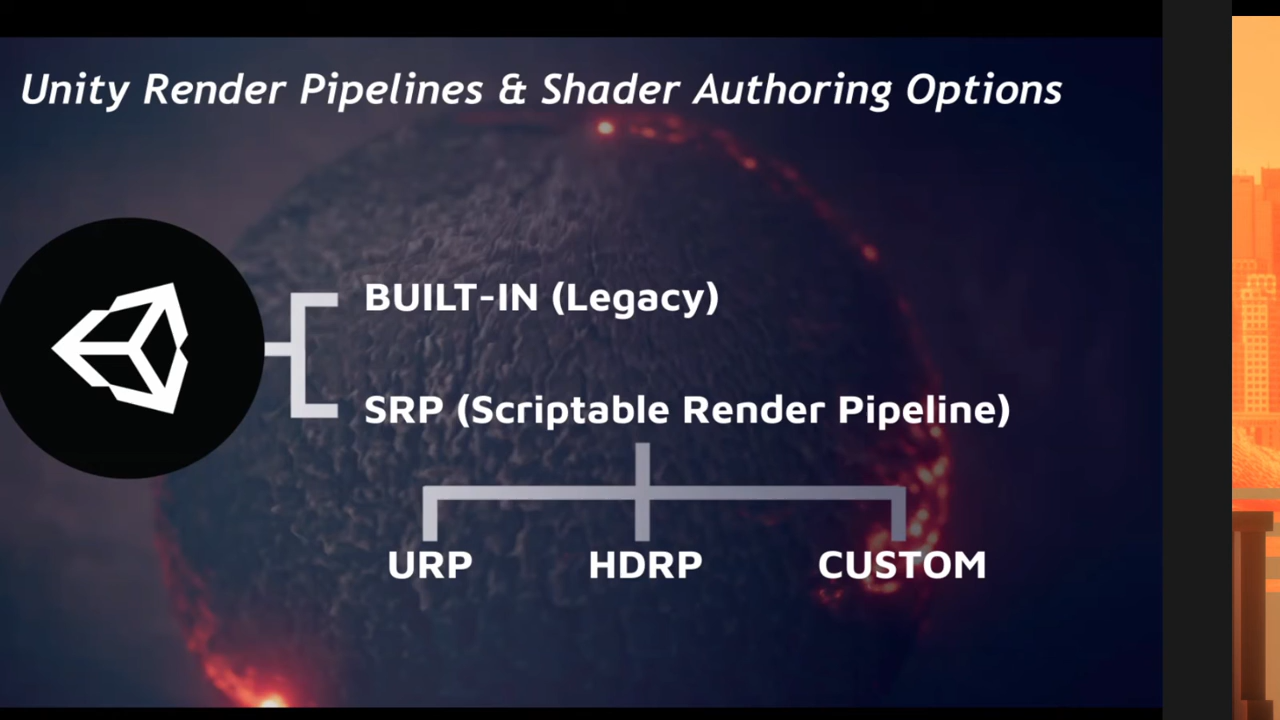 Unity Render Pipelines & Shader Authoring Options
BUILT-IN (Legacy)
SRP (Scriptable Render Pipeline)
URP HDRP CUSTOM